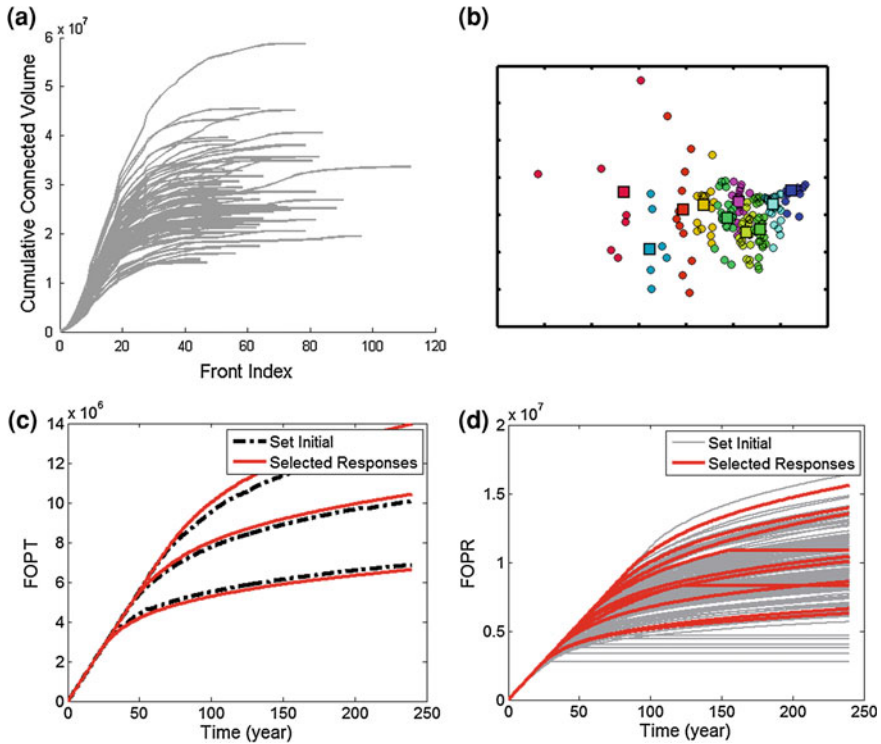 (a)
x 10^7
6
5
4
3
2
1
0
0 20 40 60 80 100 120
Cumulative Connected Volume
Front Index
(b)
(c)
x 10^6
14
12
10
8
6
4
2
0
0 50 100 150 200 250
FOPT
Time (year)
Set Initial
Selected Responses
(d)
x 10^7
2
1.5
1
0.5
0
0 50 100 150 200 250
FOPR
Time (year)
Set Initial
Selected Responses